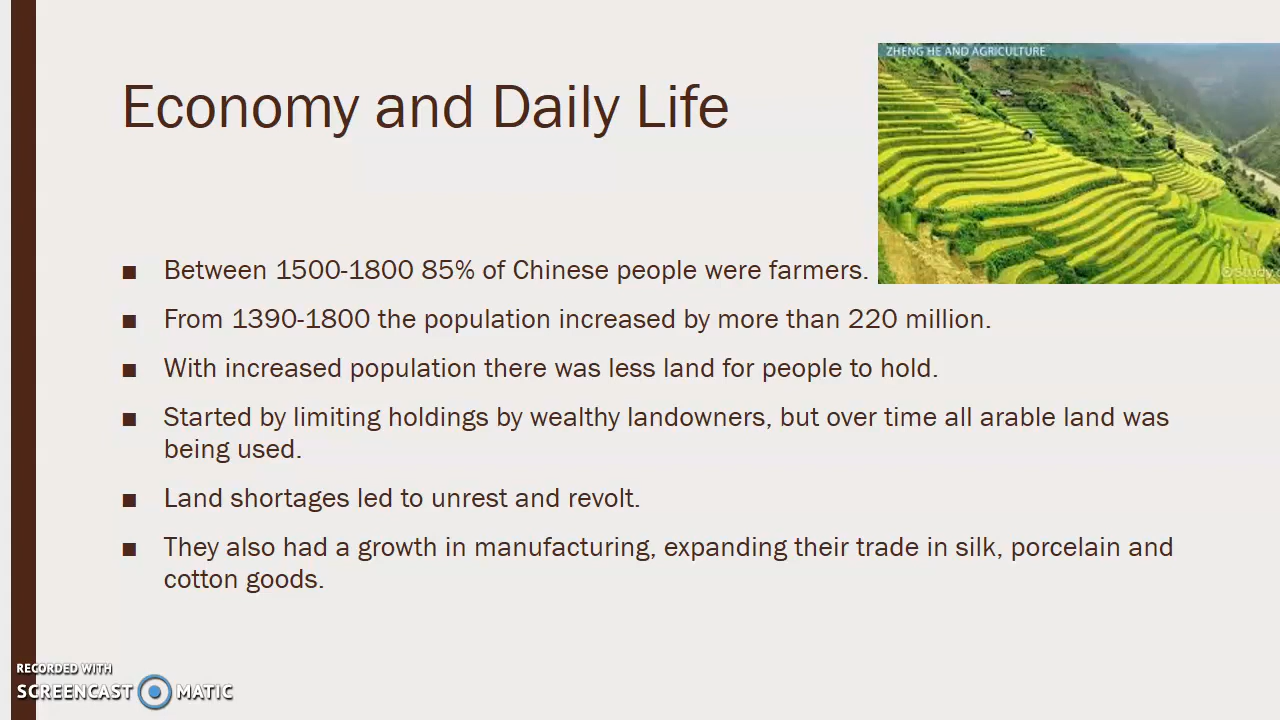 ZHENG HE AND AGRICULTURE
Economy and Daily Life
■ Between 1500-1800 85% of Chinese people were farmers.
©Study.c
■ From 1390-1800 the population increased by more than 220 million.
■ With increased population there was less land for people to hold.
■ Started by limiting holdings by wealthy landowners, but over time all arable land was
being used.
■ Land shortages led to unrest and revolt.
■ They also had a growth in manufacturing, expanding their trade in silk, porcelain and
cotton goods.
RECORDED WITH
SCREENCAST MATIC